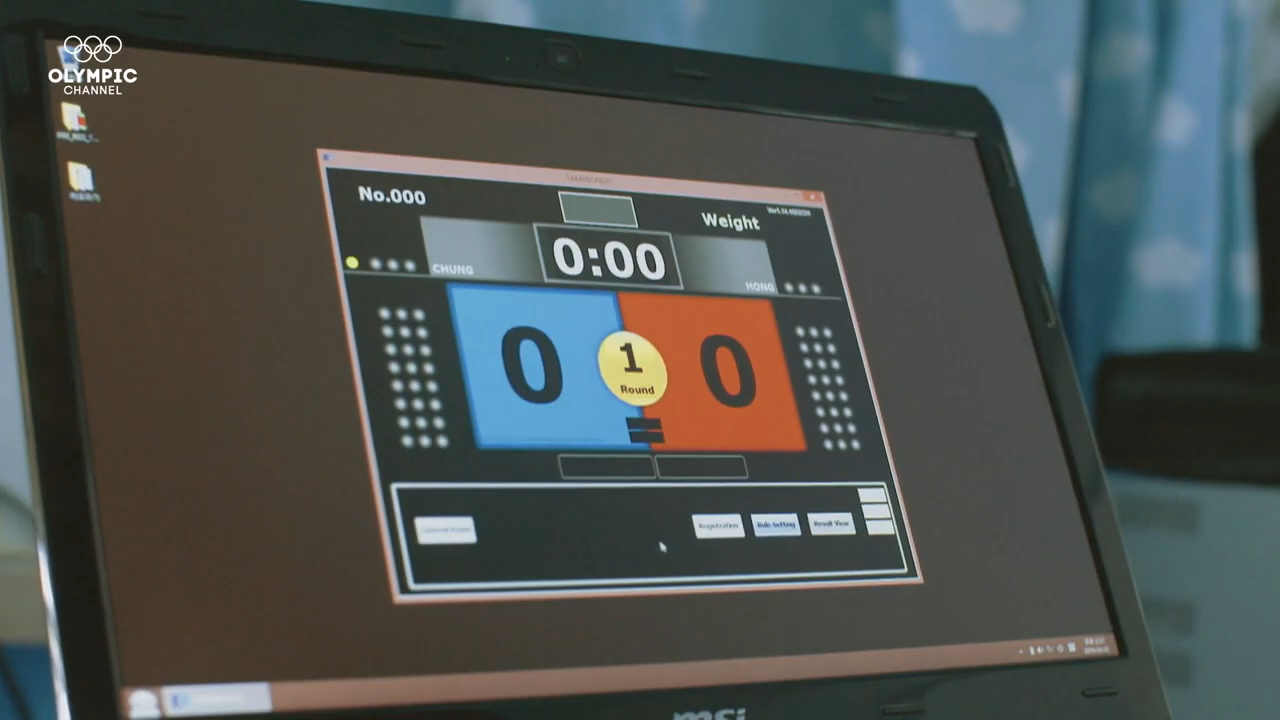 OLYMPIC
CHANNEL
No.000
Weight
0:00
CHUNG
HONG
0
1
Round
0
Registration
Rule Setting
Result View
msi